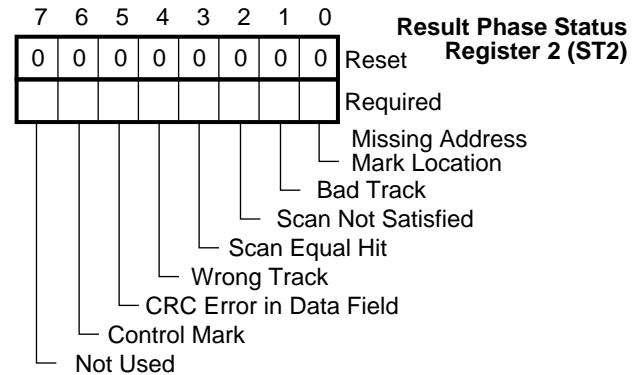 7 6 5 4 3 2 1 0
Result Phase Status
Register 2 (ST2)
0 0 0 0 0 0 0 0 Reset
Required
Missing Address
Mark Location
Bad Track
Scan Not Satisfied
Scan Equal Hit
Wrong Track
CRC Error in Data Field
Control Mark
Not Used